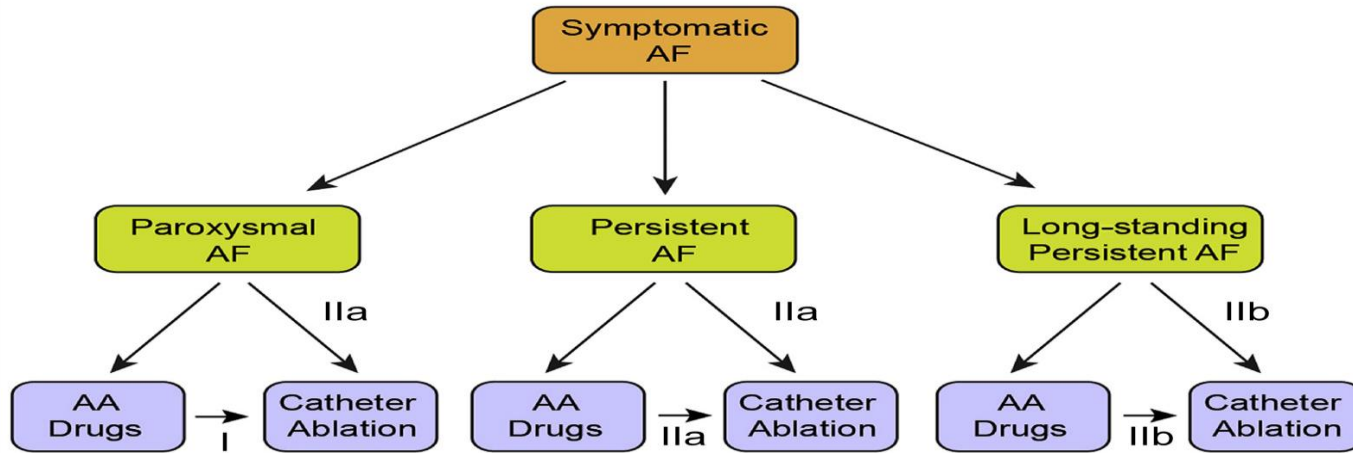 Symptomatic
AF
Paroxysmal
AF
Persistent
AF
Long-standing
Persistent AF
IIa
IIa
IIb
AA
Drugs
I
Catheter
Ablation
AA
Drugs
IIa
Catheter
Ablation
AA
Drugs
IIb
Catheter
Ablation